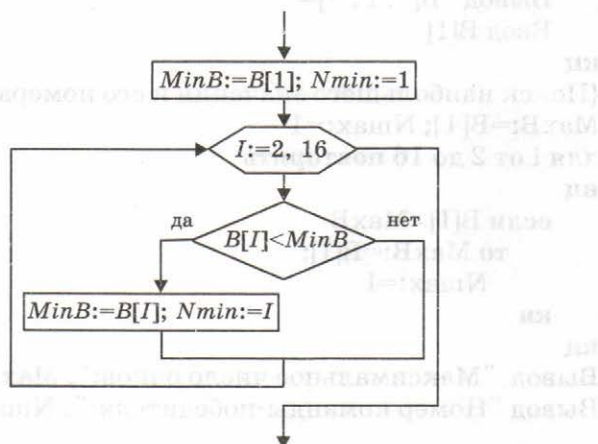 MinB:=B[1]; Nmin:=1
I:=2, 16
да
нет
B[I]<MinB
MinB:=B[I]; Nmin:=I